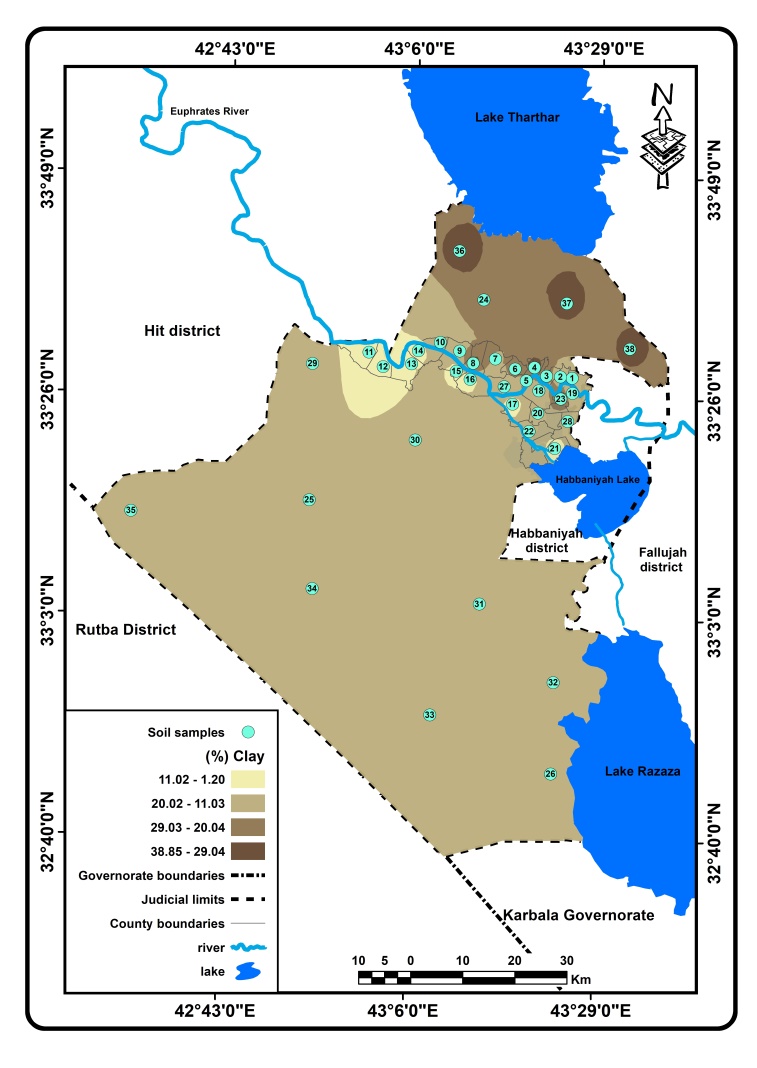 42°43'0"E 43°6'0"E 43°29'0"E
Euphrates River
Lake Tharthar
N
33°49'0"N 33°49'0"N
36
37
24
Hit district
38
10
11 14 9
29 12 13 8 7
15 16 6 4
5 3 2 1
27 18 19
33°26'0"N 33°26'0"N
17 23
20
28
22
30
21
Habbaniyah Lake
25
35
Habbaniyah
district
Fallujah
district
34
31
33°3'0"N 33°3'0"N
Rutba District
32
33
Soil samples
(%) Clay
Lake Razaza
26
11.02 - 1.20
20.02 - 11.03
29.03 - 20.04
32°40'0"N 32°40'0"N
38.85 - 29.04
Governorate boundaries
Judicial limits
County boundaries
Karbala Governorate
river
lake
10 5 0 10 20 30
Km
42°43'0"E 43°6'0"E 43°29'0"E